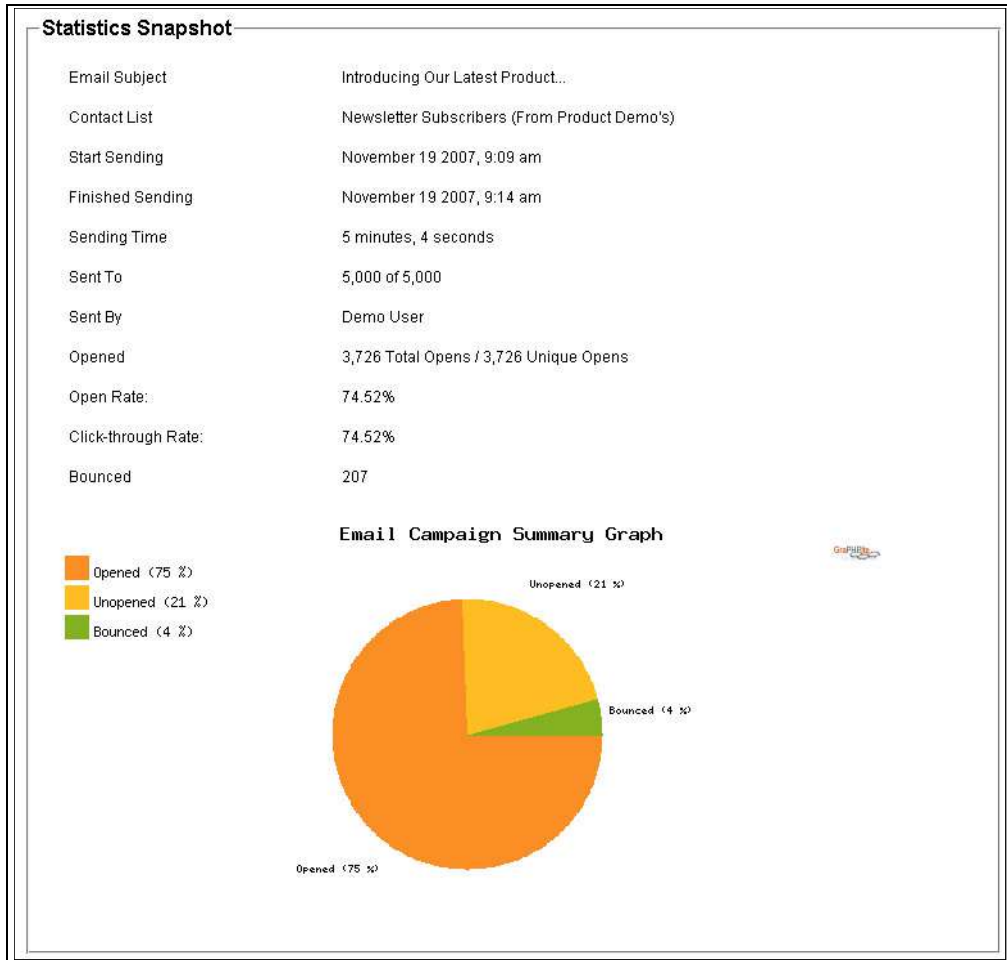 Statistics Snapshot
Email Subject Introducing Our Latest Product...
Contact List Newsletter Subscribers (From Product Demo's)
Start Sending November 19 2007, 9:09 am
Finished Sending November 19 2007, 9:14 am
Sending Time 5 minutes, 4 seconds
Sent To 5,000 of 5,000
Sent By Demo User
Opened 3,726 Total Opens / 3,726 Unique Opens
Open Rate: 74.52%
Click-through Rate: 74.52%
Bounced 207
Email Campaign Summary Graph
Opened (75 %)
Unopened (21 %)
Bounced (4 %)
Unopened (21 %)
Bounced (4 %)
Opened (75 %)